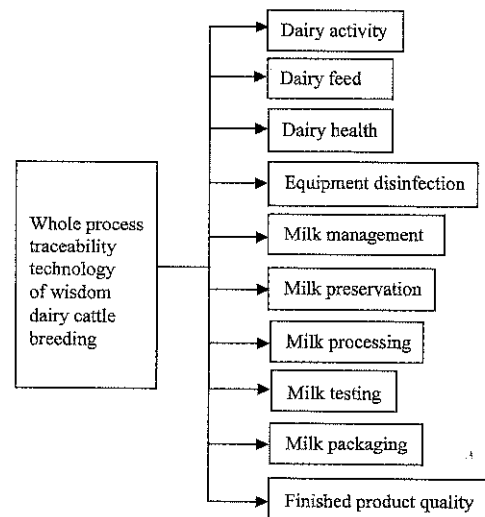 Dairy activity
Dairy feed
Dairy health
Equipment disinfection
Whole process
traceability
technology
of wisdom
dairy cattle
breeding
Milk management
Milk preservation
Milk processing
Milk testing
Milk packaging
Finished product quality